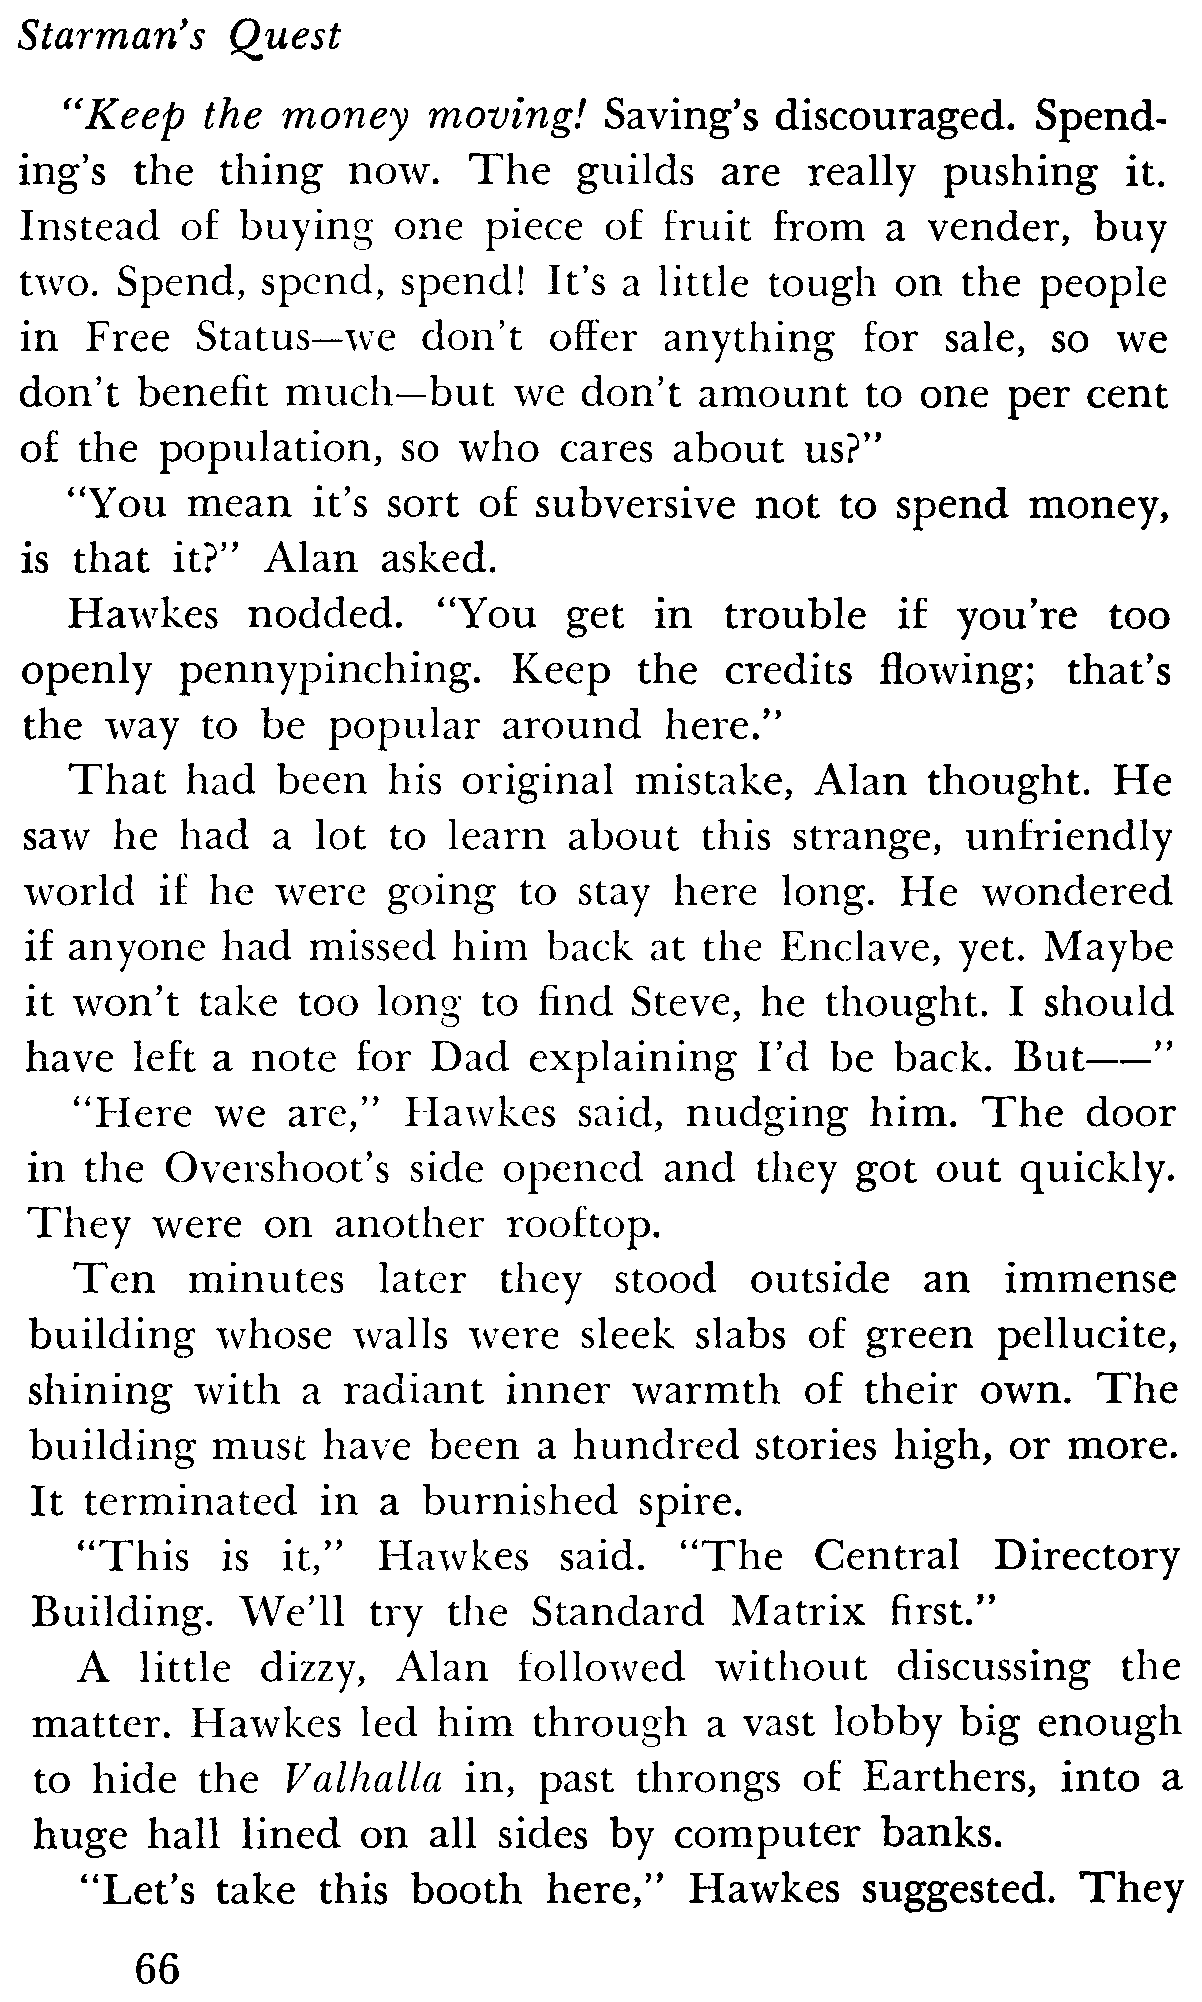 Starman's Quest
“Keep the money moving! Saving's discouraged. Spend-
ing's the thing now. The guilds are really pushing it.
Instead of buying one piece of fruit from a vender, buy
two. Spend, spend, spend! It's a little tough on the people
in Free Status—we don't offer anything for sale, so we
don't benefit much—but we don't amount to one per cent
of the population, so who cares about us?”
“You mean it's sort of subversive not to spend money,
is that it?” Alan asked.
Hawkes nodded. “You get in trouble if you're too
openly pennypinching. Keep the credits flowing; that's
the way to be popular around here.”
That had been his original mistake, Alan thought. He
saw he had a lot to learn about this strange, unfriendly
world if he were going to stay here long. He wondered
if anyone had missed him back at the Enclave, yet. Maybe
it won't take too long to find Steve, he thought. I should
have left a note for Dad explaining I'd be back. But——”
“Here we are,” Hawkes said, nudging him. The door
in the Overshoot's side opened and they got out quickly.
They were on another rooftop.
Ten minutes later they stood outside an immense
building whose walls were sleek slabs of green pellucite,
shining with a radiant inner warmth of their own. The
building must have been a hundred stories high, or more.
It terminated in a burnished spire.
“This is it,” Hawkes said. “The Central Directory
Building. We'll try the Standard Matrix first.”
A little dizzy, Alan followed without discussing the
matter. Hawkes led him through a vast lobby big enough
to hide the Valhalla in, past throngs of Earthers, into a
huge hall lined on all sides by computer banks.
“Let's take this booth here,” Hawkes suggested. They
66